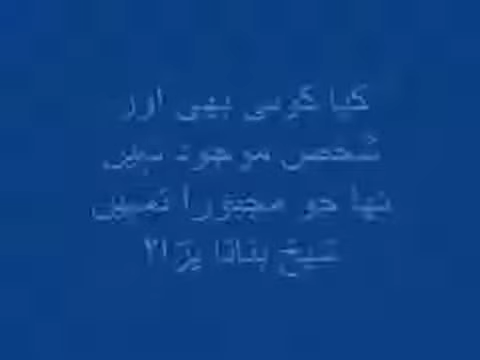 کیا کوئی بھی اور
شخص موجود نہیں
تھا جو مجبورا تمہیں
شیخ بنانا پڑا؟